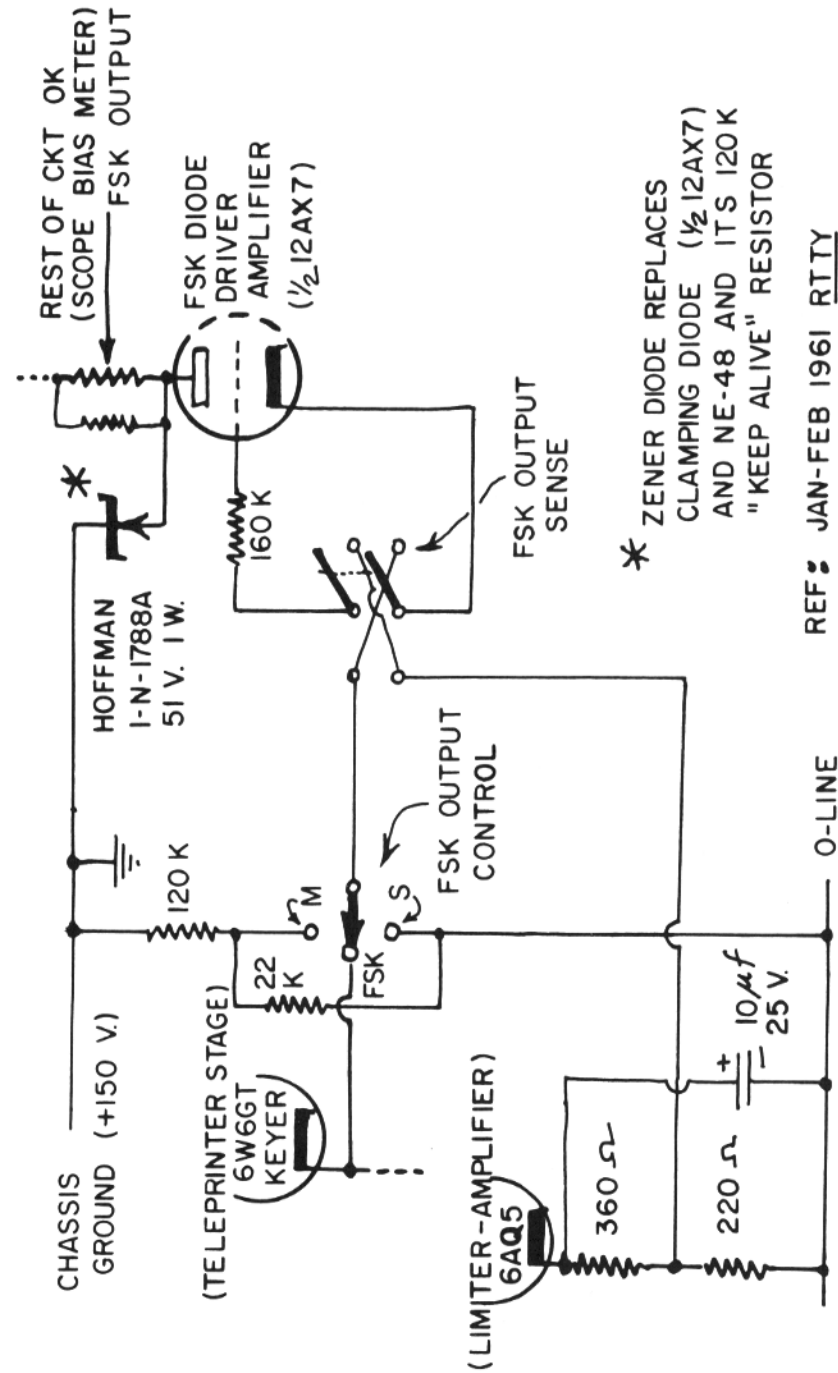 CHASSIS
GROUND (+150 V.)
HOFFMAN
1-N-1788A
51 V. 1 W.
*
REST OF CKT OK
(SCOPE BIAS METER)
FSK OUTPUT
FSK DIODE
DRIVER
AMPLIFIER
(½ 12AX7)
120 K
22
K
M
FSK
S
160 K
(TELEPRINTER STAGE)
6W6GT
KEYER
FSK OUTPUT
CONTROL
FSK OUTPUT
SENSE
(LIMITER-AMPLIFIER)
6AQ5
360 Ω
220 Ω
+
10 µf
25 V.
O-LINE
* ZENER DIODE REPLACES
CLAMPING DIODE (½ 12AX7)
AND NE-48 AND ITS 120K
"KEEP ALIVE" RESISTOR
REF: JAN-FEB 1961 RTTY